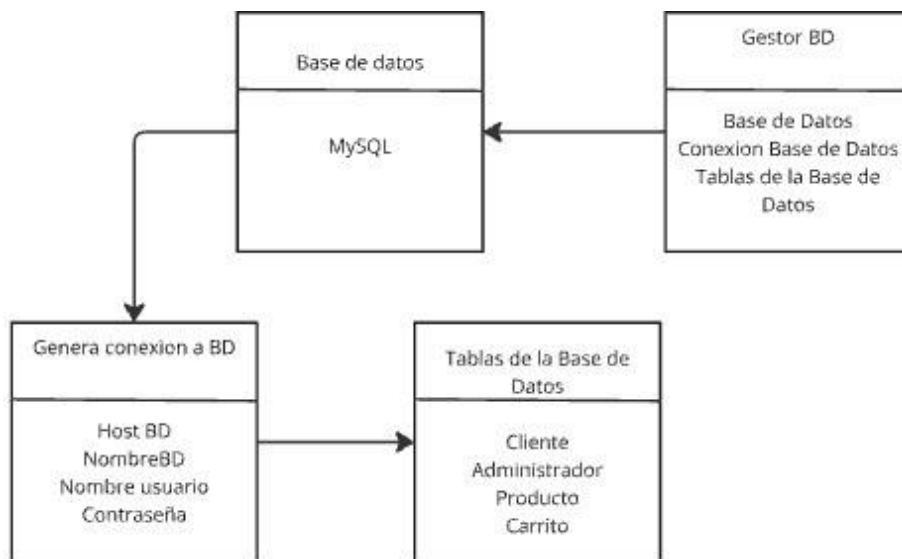 Base de datos
MySQL
Gestor BD
Base de Datos
Conexion Base de Datos
Tablas de la Base de
Datos
Genera conexion a BD
Host BD
NombreBD
Nombre usuario
Contraseña
Tablas de la Base de
Datos
Cliente
Administrador
Producto
Carrito